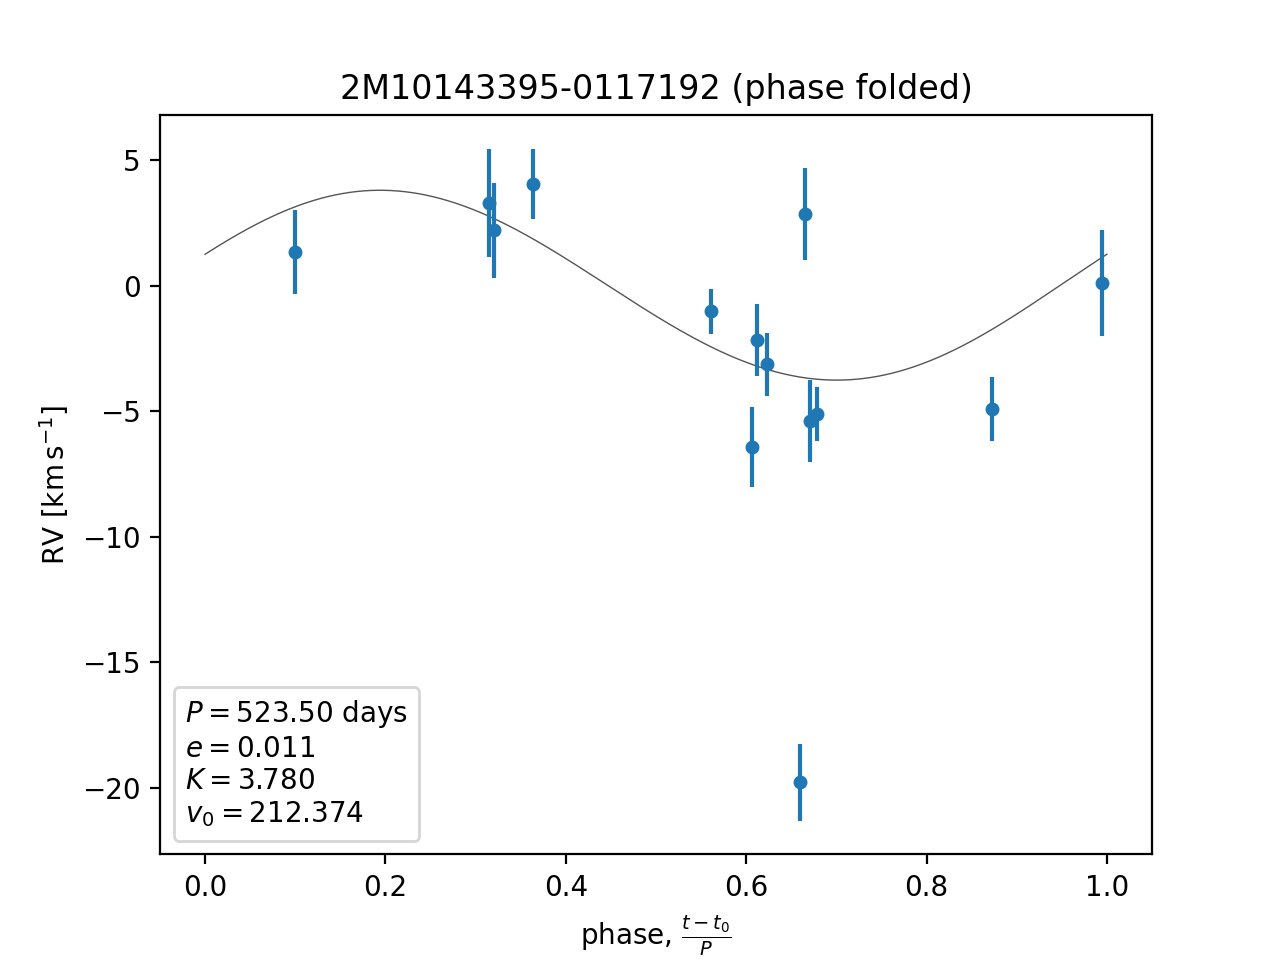 2M10143395-0117192 (phase folded)
RV [km s⁻¹]
5
0
−5
−10
−15
−20
P = 523.50 days
e = 0.011
K = 3.780
v₀ = 212.374
0.0 0.2 0.4 0.6 0.8 1.0
phase, (t − t₀)/P